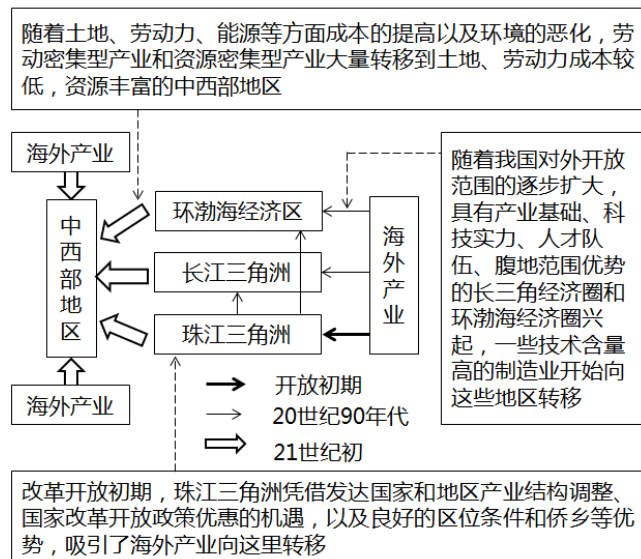 随着土地、劳动力、能源等方面成本的提高以及环境的恶化，劳
动密集型产业和资源密集型产业大量转移到土地、劳动力成本较
低，资源丰富的中西部地区
海外产业
中西部地区
海外产业
环渤海经济区
长江三角洲
珠江三角洲
海外产业
随着我国对外开放
范围的逐步扩大，
具有产业基础、科
技实力、人才队
伍、腹地范围优势
的长三角经济圈和
环渤海经济圈兴
起，一些技术含量
高的制造业开始向
这些地区转移
开放初期
20世纪90年代
21世纪初
改革开放初期，珠江三角洲凭借发达国家和地区产业结构调整、
国家改革开放政策优惠的机遇，以及良好的区位条件和侨乡等优
势，吸引了海外产业向这里转移